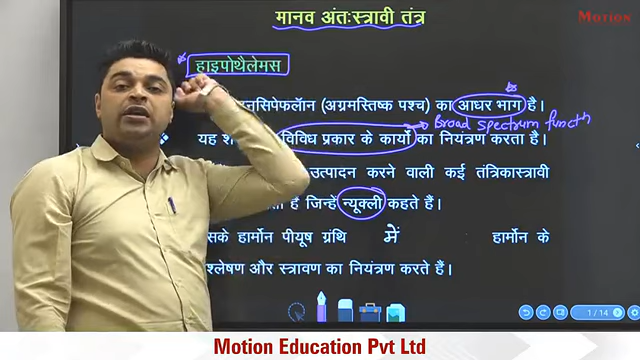 मानव अंतःस्त्रावी तंत्र
MOTION
हाइपोथैलेमस
नसिपेफलॅान (अग्रमस्तिष्क पश्च) का आधर भाग है।
Broad Spectrum functn
यह विविध प्रकार के कार्यो का नियंत्रण करता है।
उत्पादन करने वाली कई तंत्रिकास्त्रावी
है जिन्हें न्यूक्ली कहते हैं।
सके हार्मोन पीयूष ग्रंथि में हार्मोन के
श्लेषण और स्त्रावण का नियंत्रण करते हैं।
1/14
Motion Education Pvt Ltd